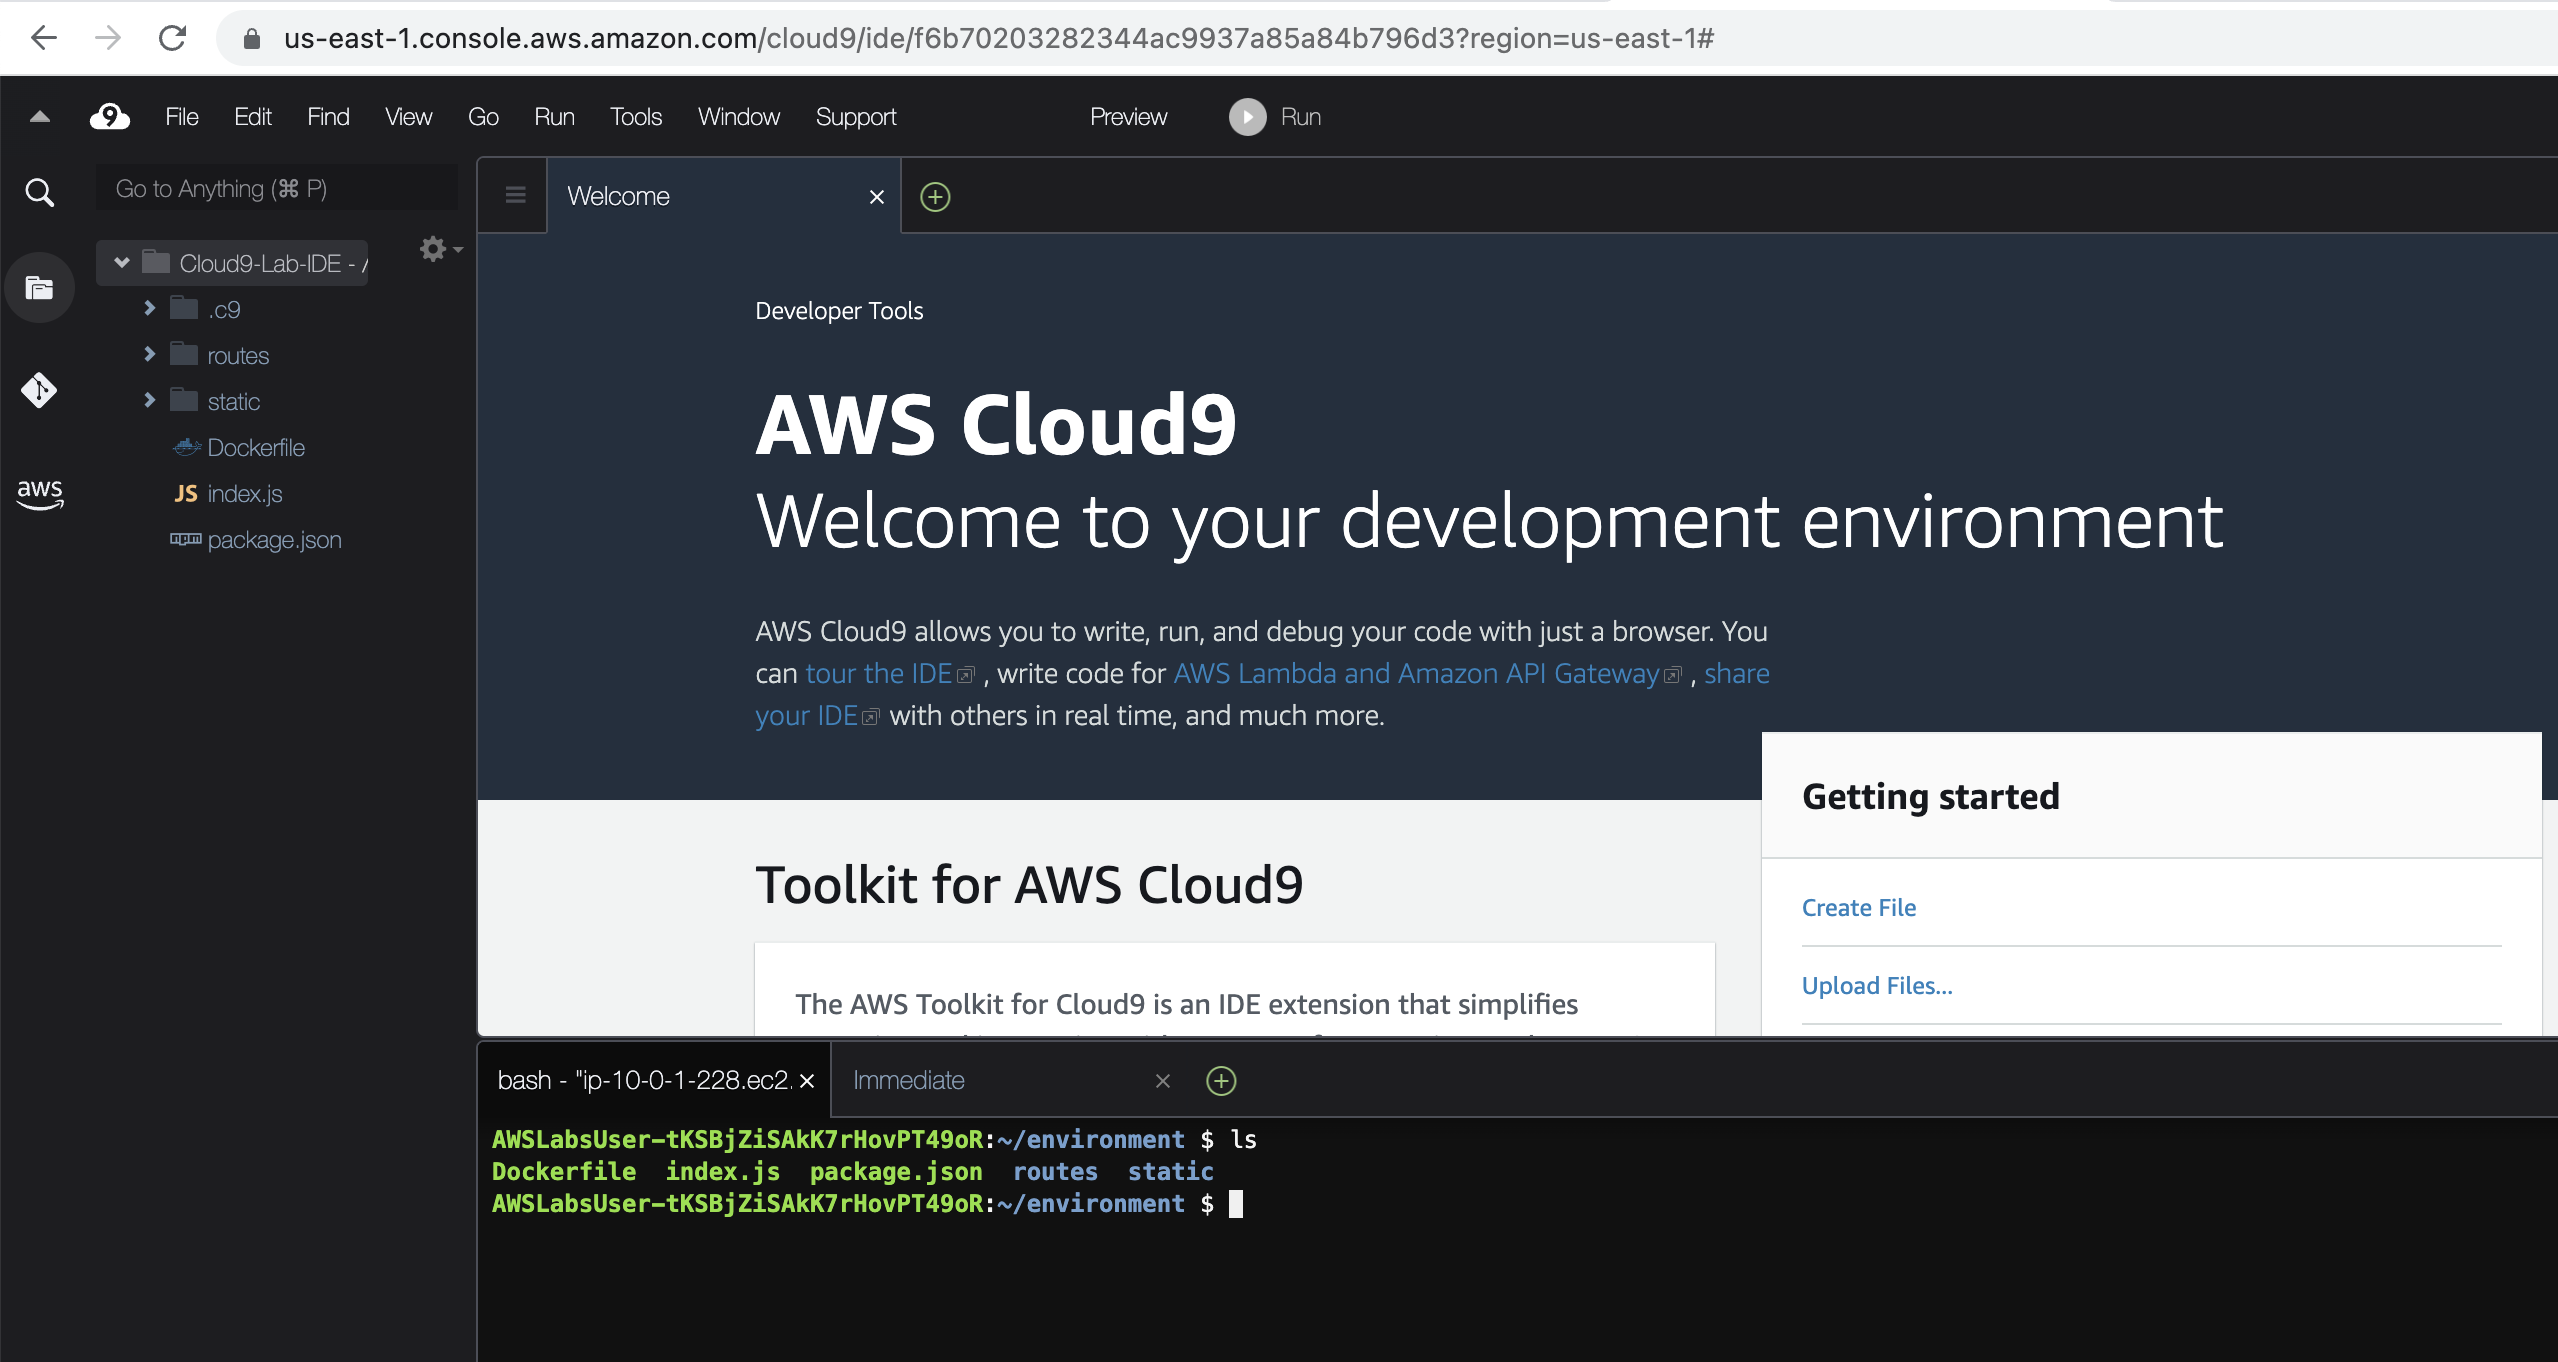 us-east-1.console.aws.amazon.com/cloud9/ide/f6b70203282344ac9937a85a84b796d3?region=us-east-1#
9 File Edit Find View Go Run Tools Window Support Preview Run
Go to Anything (⌘ P)
Welcome
Cloud9-Lab-IDE - /
.c9
routes
static
Dockerfile
JS index.js
npm package.json
aws
Developer Tools
AWS Cloud9
Welcome to your development environment
AWS Cloud9 allows you to write, run, and debug your code with just a browser. You
can tour the IDE , write code for AWS Lambda and Amazon API Gateway , share
your IDE with others in real time, and much more.
Getting started
Create File
Upload Files...
Toolkit for AWS Cloud9
The AWS Toolkit for Cloud9 is an IDE extension that simplifies
bash - "ip-10-0-1-228.ec2. Immediate
AWSLabsUser-tKSBjZiSAkK7rHovPT49oR:~/environment $ ls
Dockerfile index.js package.json routes static
AWSLabsUser-tKSBjZiSAkK7rHovPT49oR:~/environment $